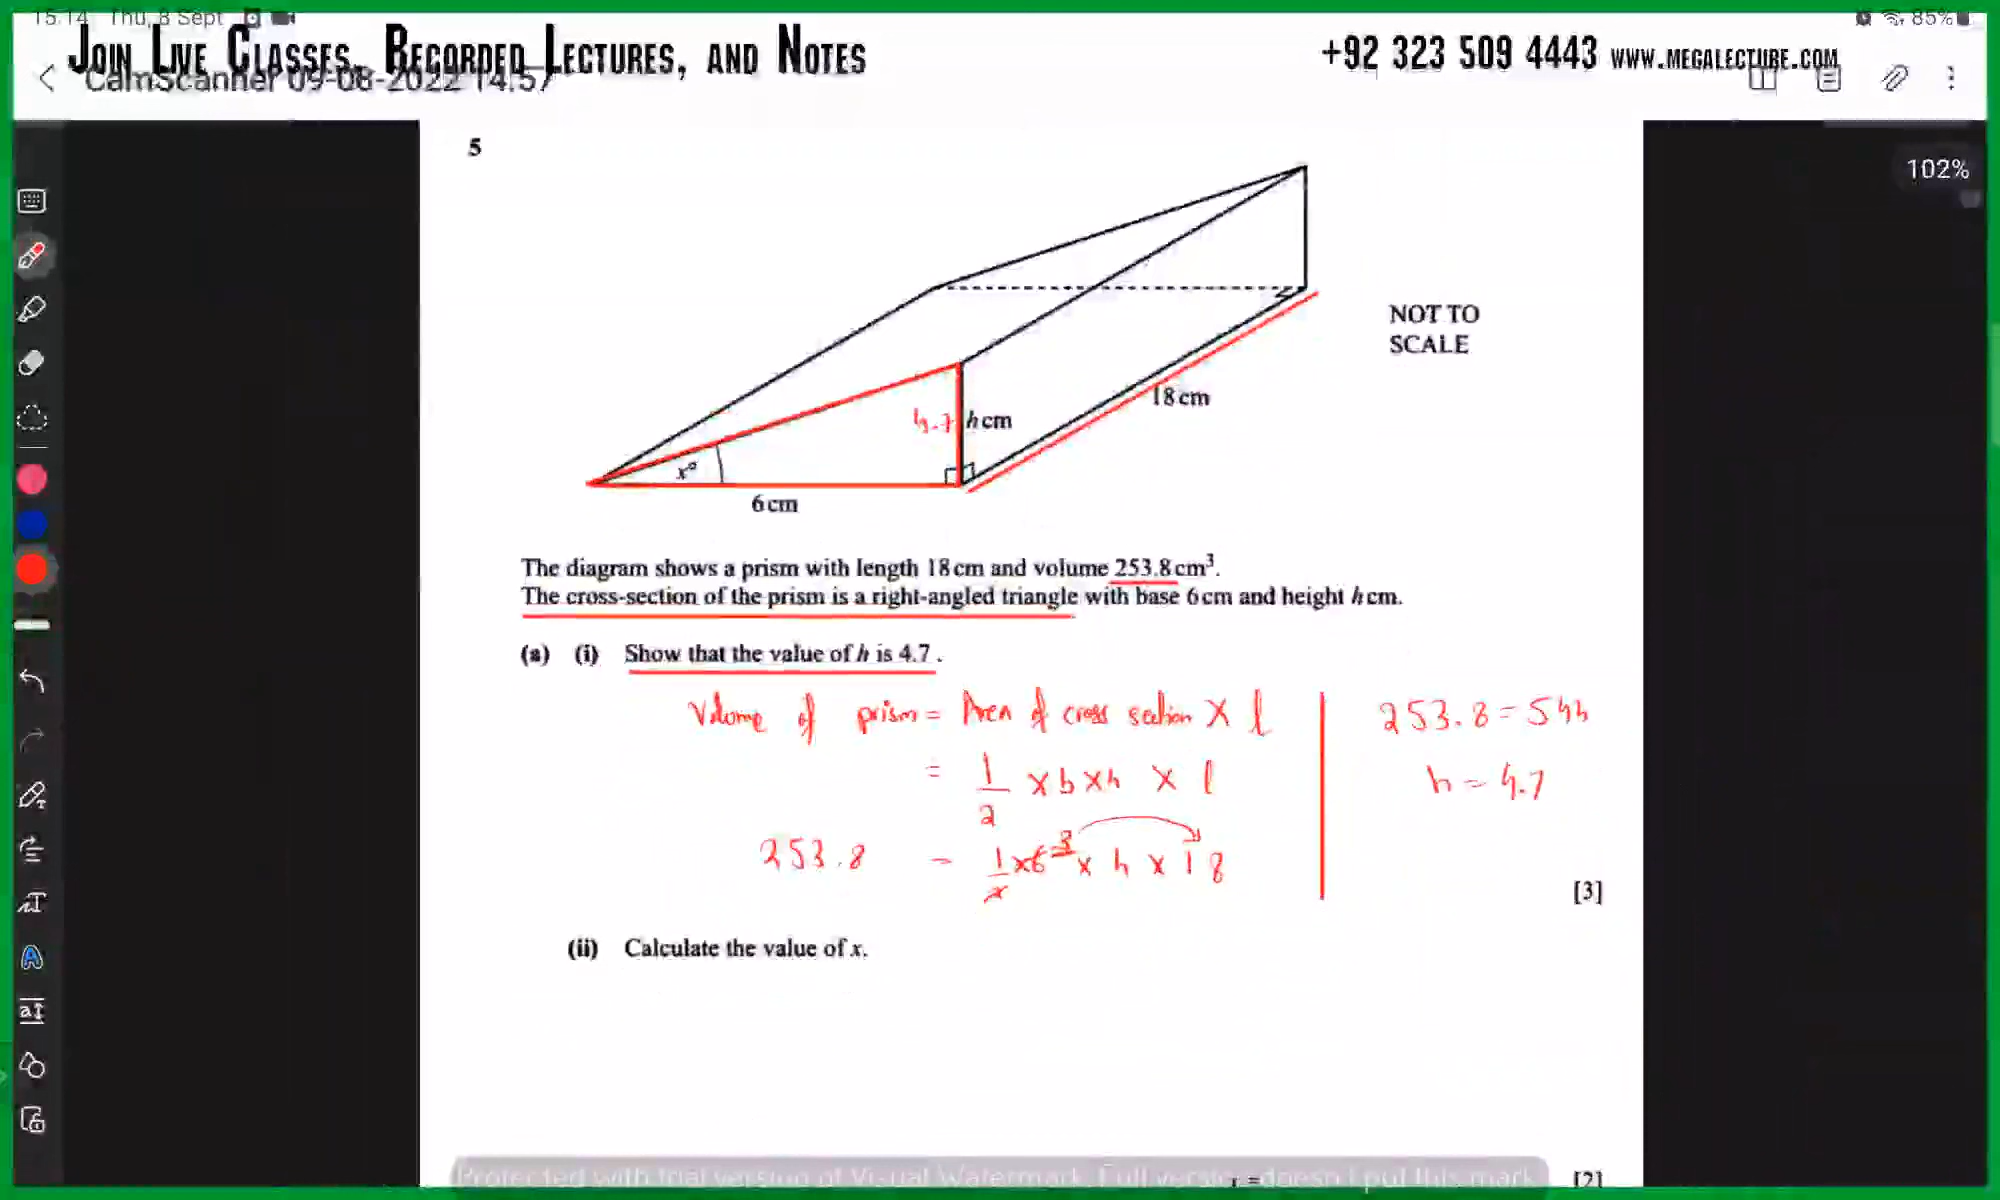 15:14 Thu, 8 Sept 85%
JOIN LIVE CLASSES, RECORDED LECTURES, AND NOTES
+92 323 509 4443 WWW.MEGALECTURE.COM
CamScanner 09-08-2022 14:57
102%
5
NOT TO
SCALE
18 cm
4.7 h cm
x°
6 cm
The diagram shows a prism with length 18 cm and volume 253.8 cm³.
The cross-section of the prism is a right-angled triangle with base 6 cm and height h cm.
(a) (i) Show that the value of h is 4.7 .
Volume of prism = Area of cross section X l
= 1/2 x b x h x l
253.8 = 1/2 x 6 3 x h x 18
253.8 = 54h
h = 4.7
[3]
(ii) Calculate the value of x.
Protected with trial version of Visual Watermark. Full version doesn't put this mark.
x = [2]